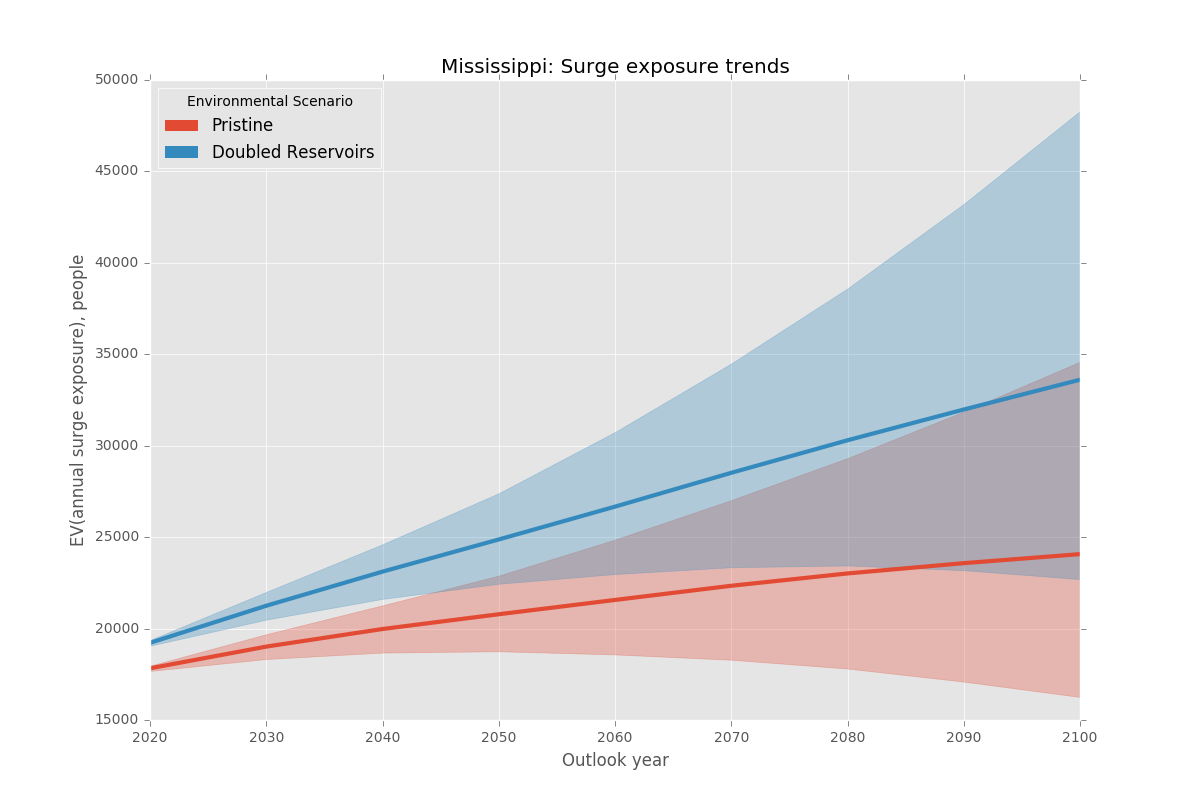 Mississippi: Surge exposure trends
Environmental Scenario
Pristine
Doubled Reservoirs
EV(annual surge exposure), people
50000
45000
40000
35000
30000
25000
20000
15000
2020 2030 2040 2050 2060 2070 2080 2090 2100
Outlook year